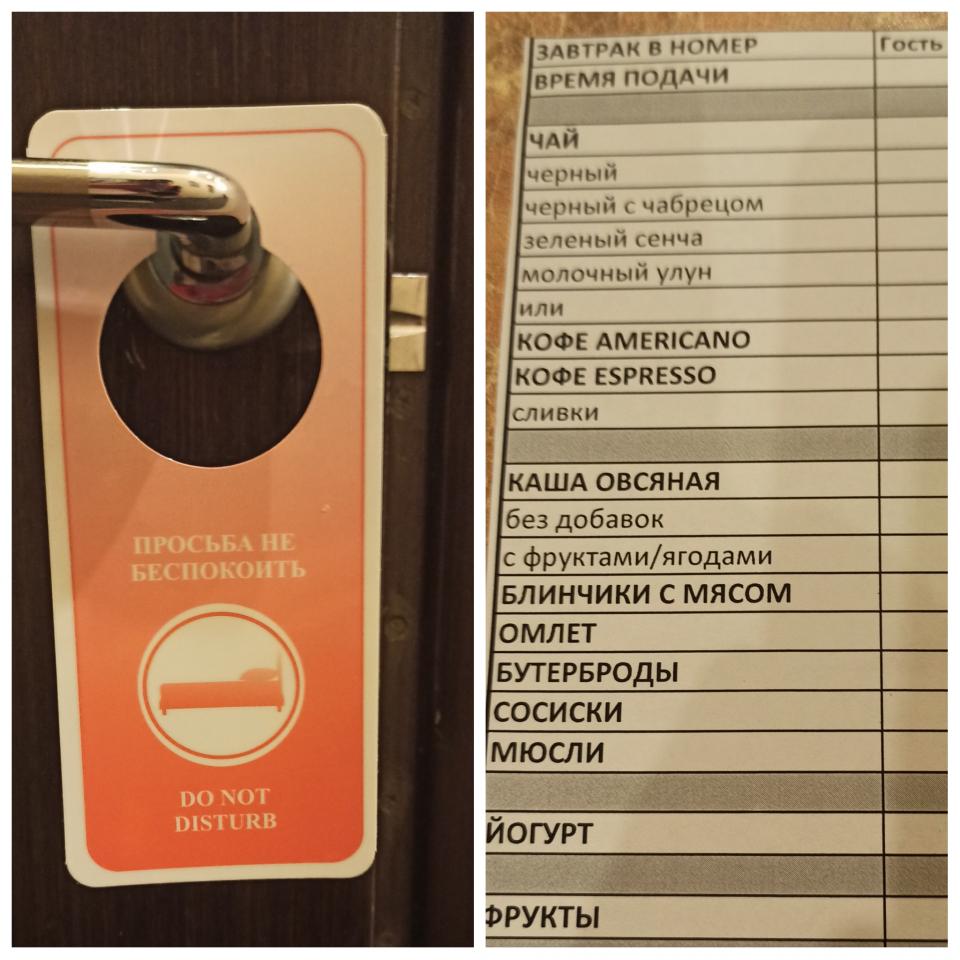 ПРОСЬБА НЕ
БЕСПОКОИТЬ
DO NOT
DISTURB
ЗАВТРАК В НОМЕР Гость
ВРЕМЯ ПОДАЧИ
ЧАЙ
черный
черный с чабрецом
зеленый сенча
молочный улун
или
КОФЕ AMERICANO
КОФЕ ESPRESSO
сливки
КАША ОВСЯНАЯ
без добавок
с фруктами/ягодами
БЛИНЧИКИ С МЯСОМ
ОМЛЕТ
БУТЕРБРОДЫ
СОСИСКИ
МЮСЛИ
ЙОГУРТ
ФРУКТЫ